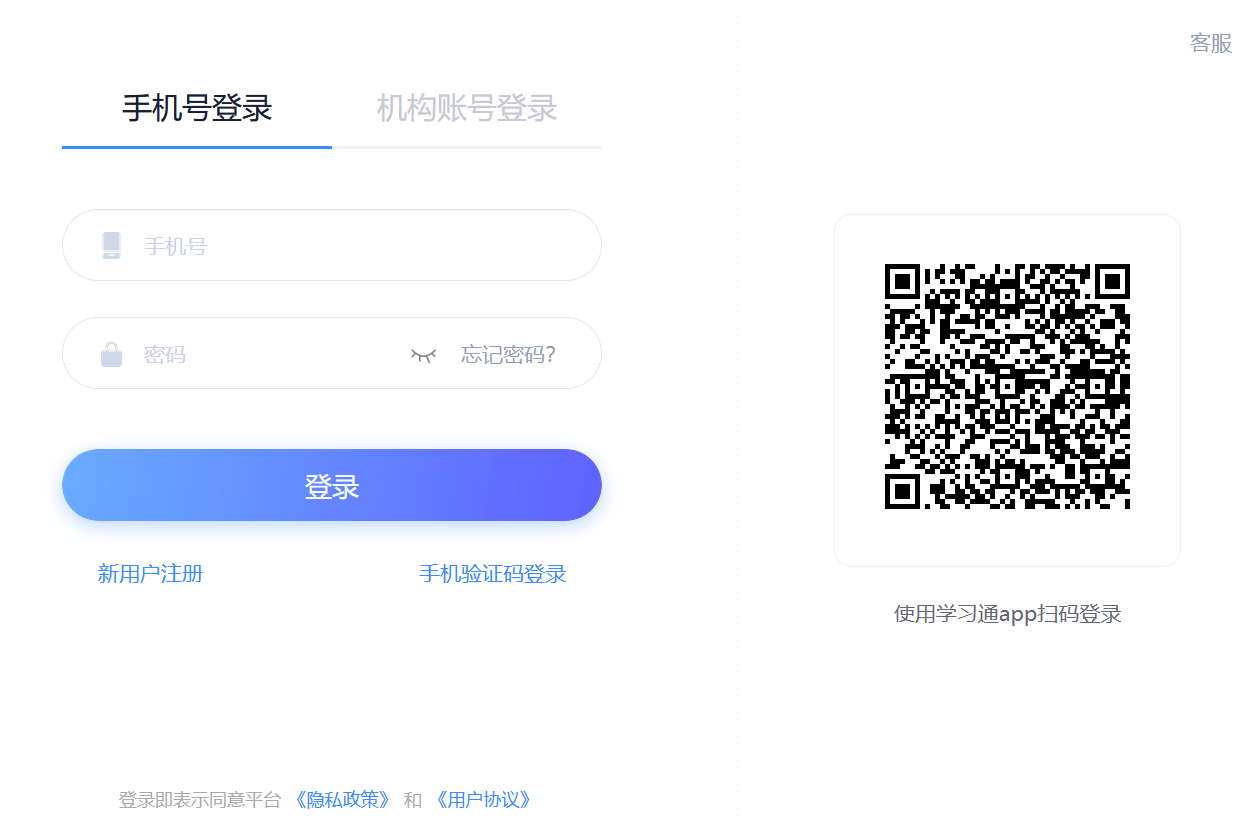 客服
手机号登录
机构账号登录
手机号
密码
忘记密码?
登录
新用户注册
手机验证码登录
使用学习通app扫码登录
登录即表示同意平台 《隐私政策》 和 《用户协议》